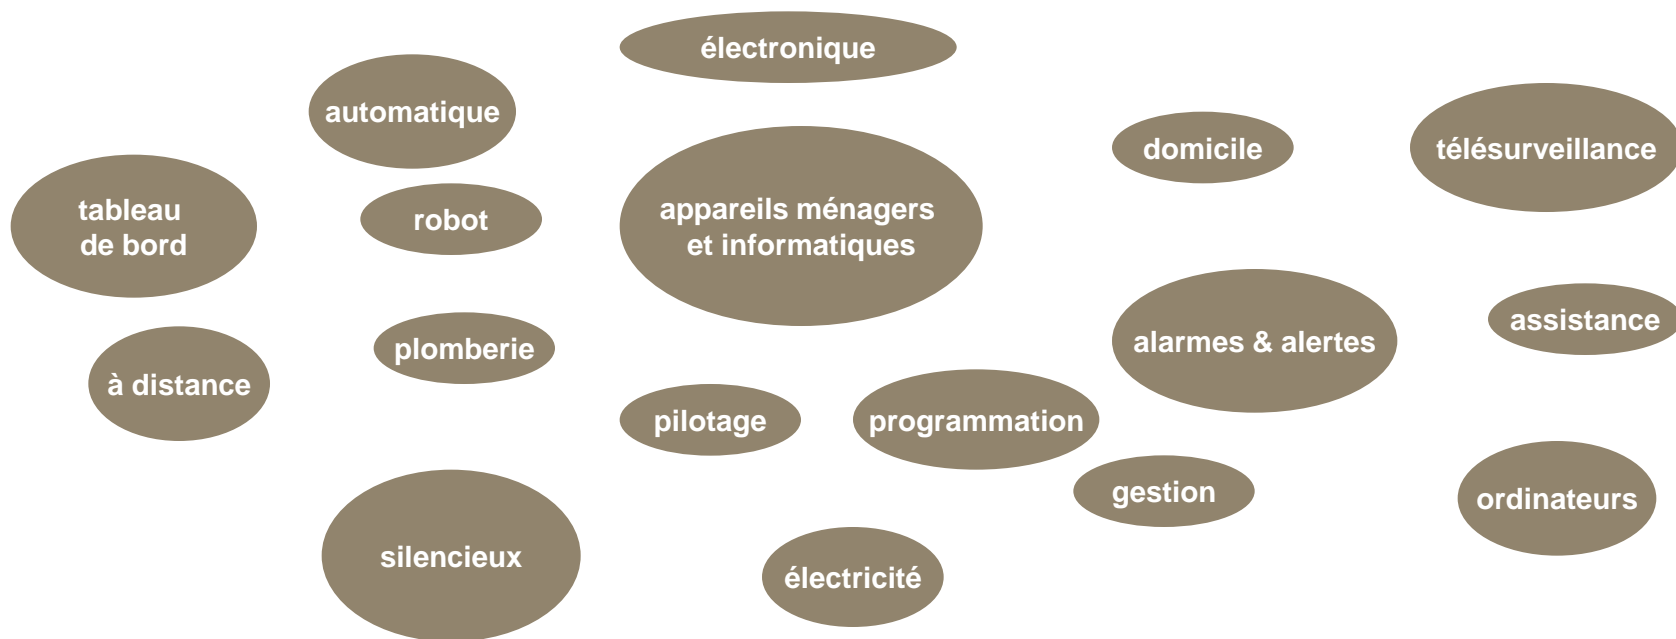 électronique
automatique
domicile
télésurveillance
tableau
de bord
robot
appareils ménagers
et informatiques
assistance
alarmes & alertes
plomberie
à distance
pilotage
programmation
gestion
ordinateurs
silencieux
électricité